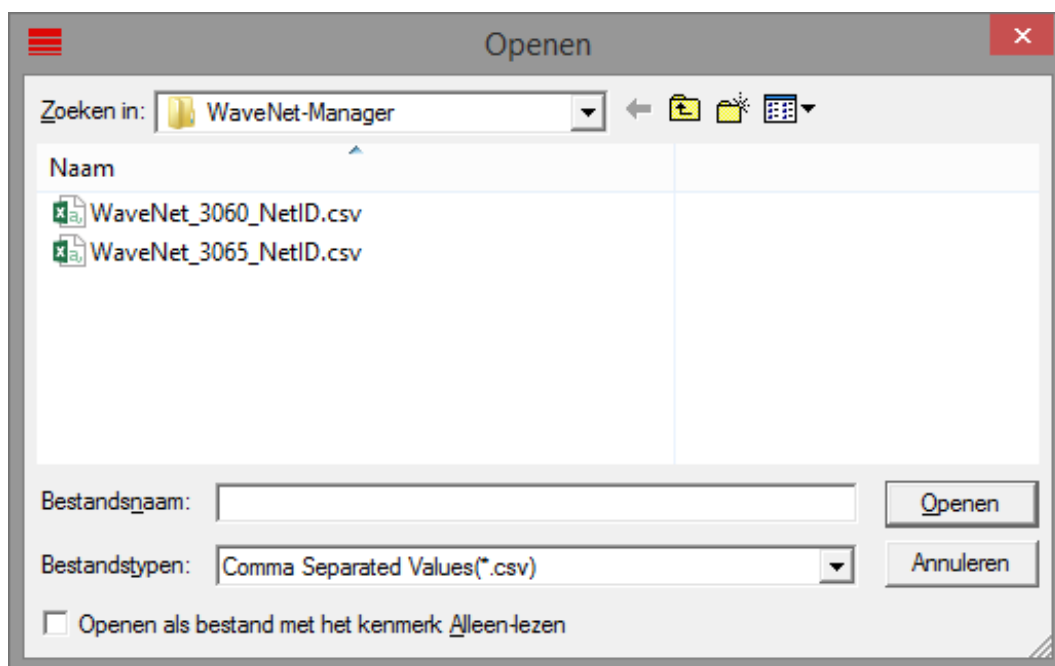 Openen
Zoeken in: WaveNet-Manager
Naam
WaveNet_3060_NetID.csv
WaveNet_3065_NetID.csv
Bestandsnaam:
Openen
Bestandstypen: Comma Separated Values(*.csv)
Annuleren
Openen als bestand met het kenmerk Alleen-lezen